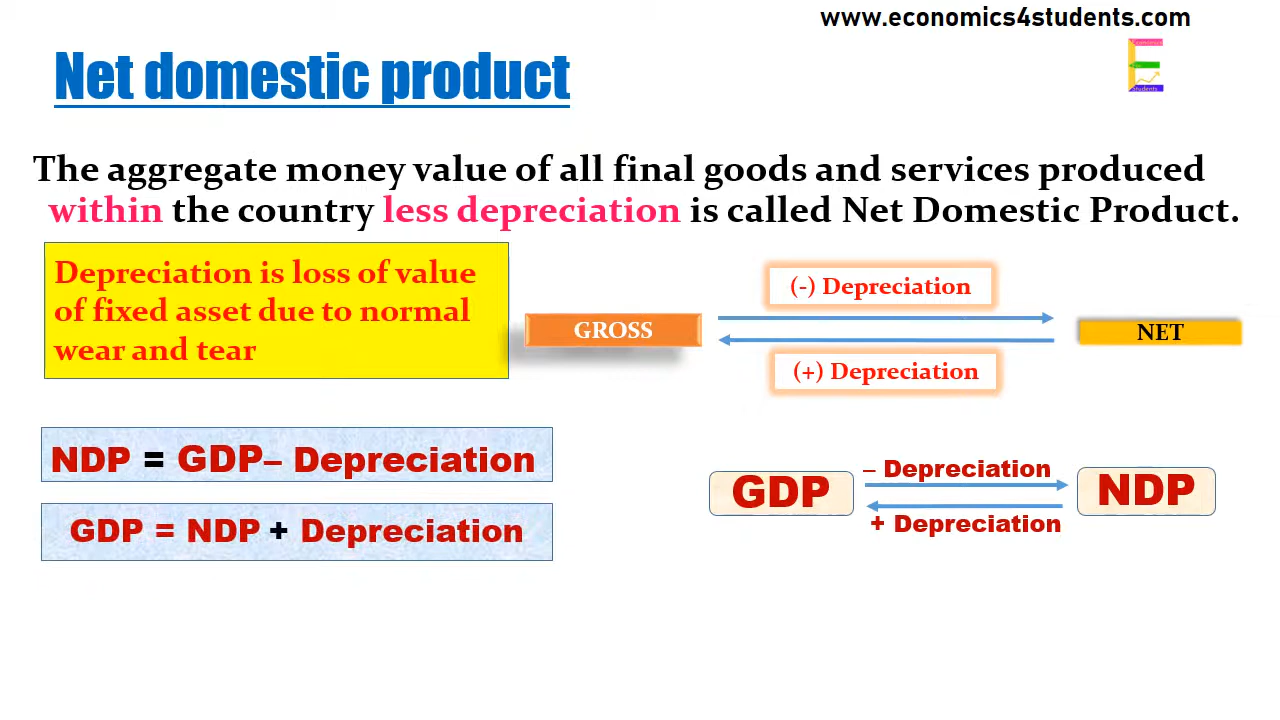 www.economics4students.com
Net domestic product
The aggregate money value of all final goods and services produced
within the country less depreciation is called Net Domestic Product.
Depreciation is loss of value
of fixed asset due to normal
wear and tear
(-) Depreciation
GROSS
NET
(+) Depreciation
NDP = GDP– Depreciation
GDP = NDP + Depreciation
– Depreciation
GDP
NDP
+ Depreciation